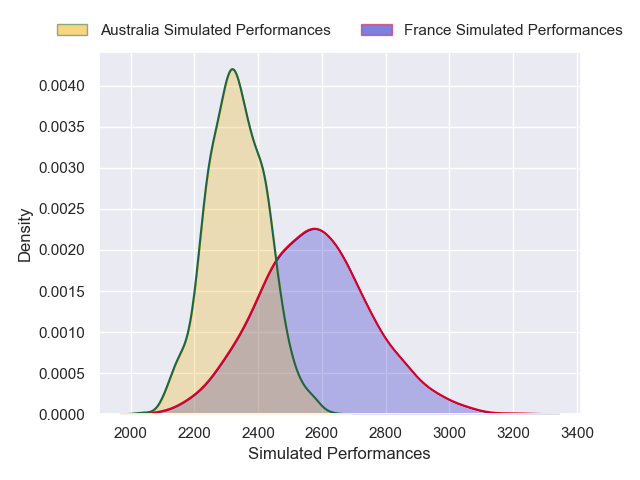 Australia Simulated Performances France Simulated Performances
0.0040
0.0035
0.0030
0.0025
0.0020
0.0015
0.0010
0.0005
0.0000
Density
2000 2200 2400 2600 2800 3000 3200 3400
Simulated Performances